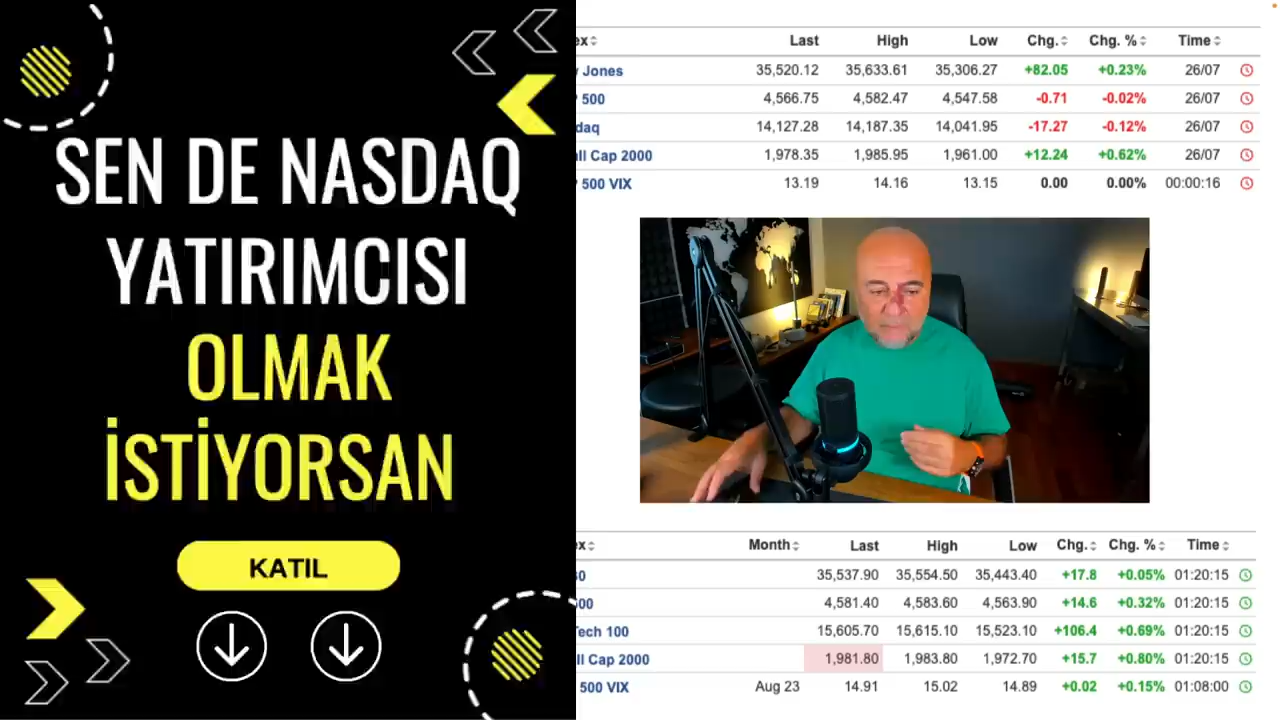 SEN DE NASDAQ
YATIRIMCISI
OLMAK
İSTİYORSAN
KATIL
ex Last High Low Chg. Chg. % Time
Jones 35,520.12 35,633.61 35,306.27 +82.05 +0.23% 26/07
500 4,566.75 4,582.47 4,547.58 -0.71 -0.02% 26/07
daq 14,127.28 14,187.35 14,041.95 -17.27 -0.12% 26/07
ll Cap 2000 1,978.35 1,985.95 1,961.00 +12.24 +0.62% 26/07
500 VIX 13.19 14.16 13.15 0.00 0.00% 00:00:16
ex Month Last High Low Chg. Chg. % Time
35,537.90 35,554.50 35,443.40 +17.8 +0.05% 01:20:15
4,581.40 4,583.60 4,563.90 +14.6 +0.32% 01:20:15
Tech 100 15,605.70 15,615.10 15,523.10 +106.4 +0.69% 01:20:15
ll Cap 2000 1,981.80 1,983.80 1,972.70 +15.7 +0.80% 01:20:15
500 VIX Aug 23 14.91 15.02 14.89 +0.02 +0.15% 01:08:00